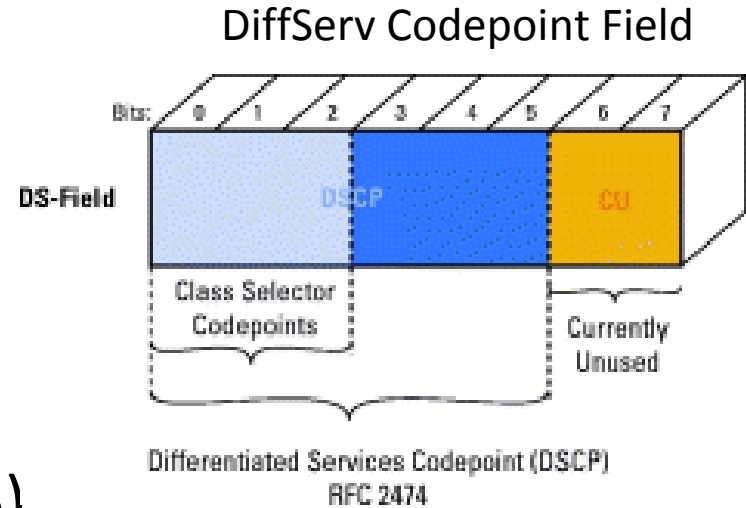 DiffServ Codepoint Field
Bits: 0 1 2 3 4 5 6 7
DS-Field DSCP CU
Class Selector
Codepoints
Currently
Unused
Differentiated Services Codepoint (DSCP)
RFC 2474
)